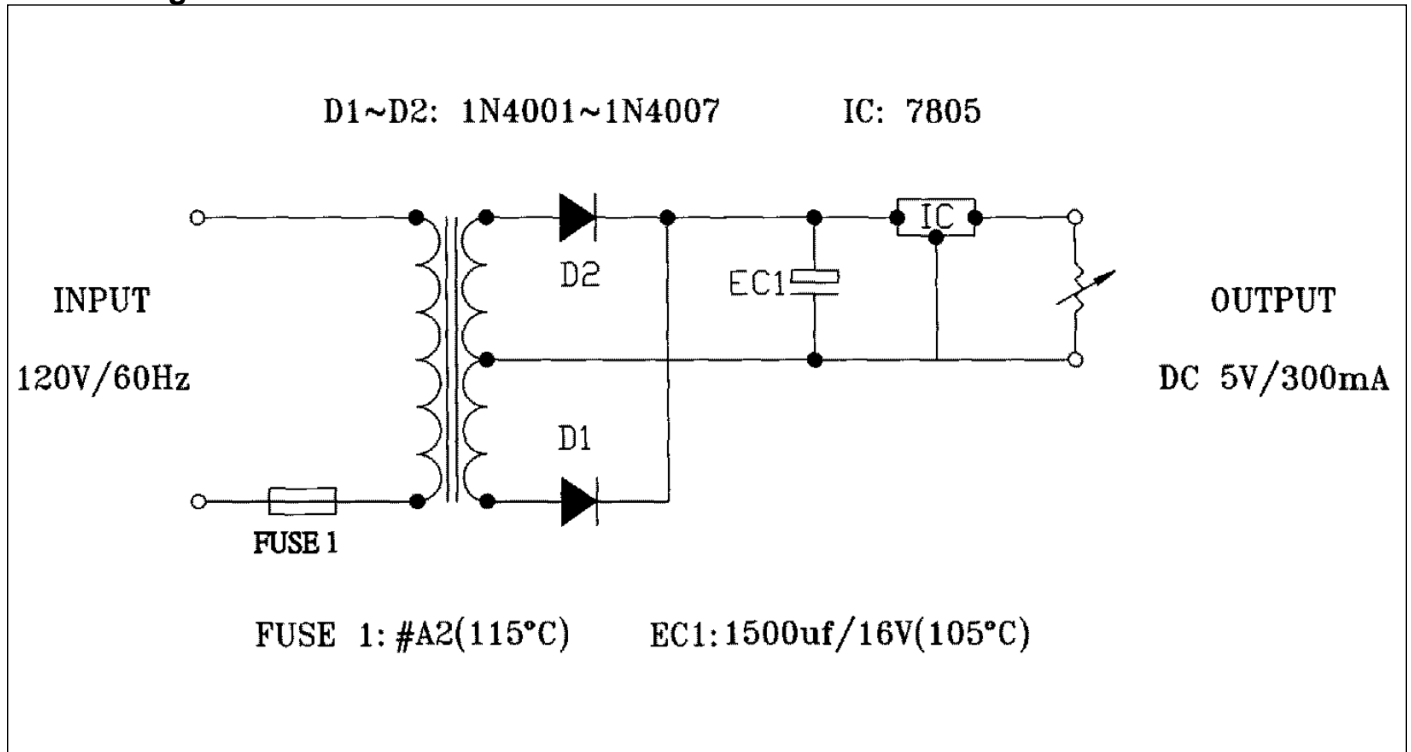 D1~D2: 1N4001~1N4007 IC: 7805
IC
D2
EC1
INPUT
OUTPUT
120V/60Hz
DC 5V/300mA
D1
FUSE 1
FUSE 1: #A2(115°C) EC1: 1500uf/16V(105°C)